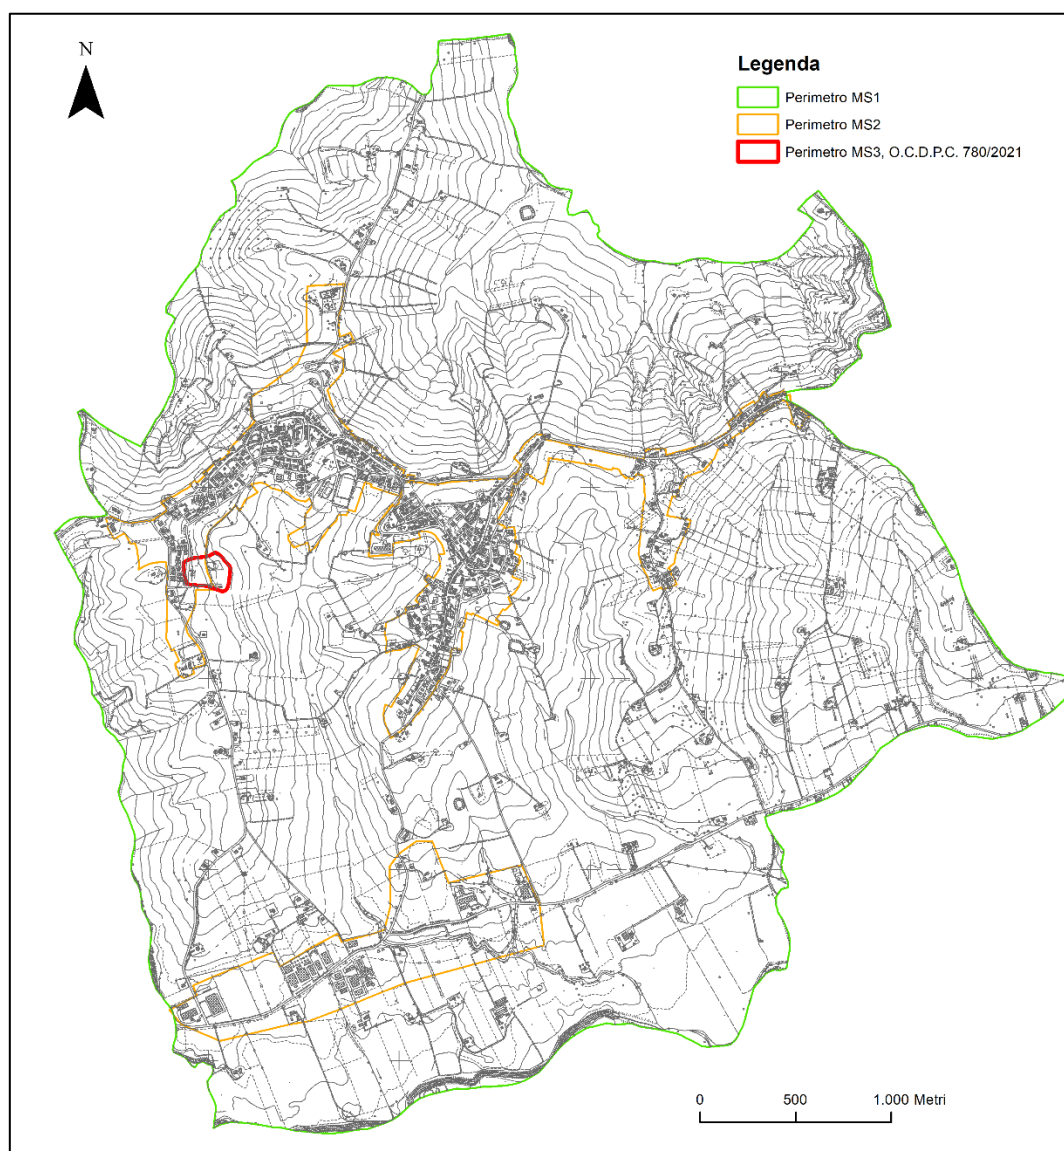 N
Legenda
Perimetro MS1
Perimetro MS2
Perimetro MS3, O.C.D.P.C. 780/2021
0 500 1.000 Metri